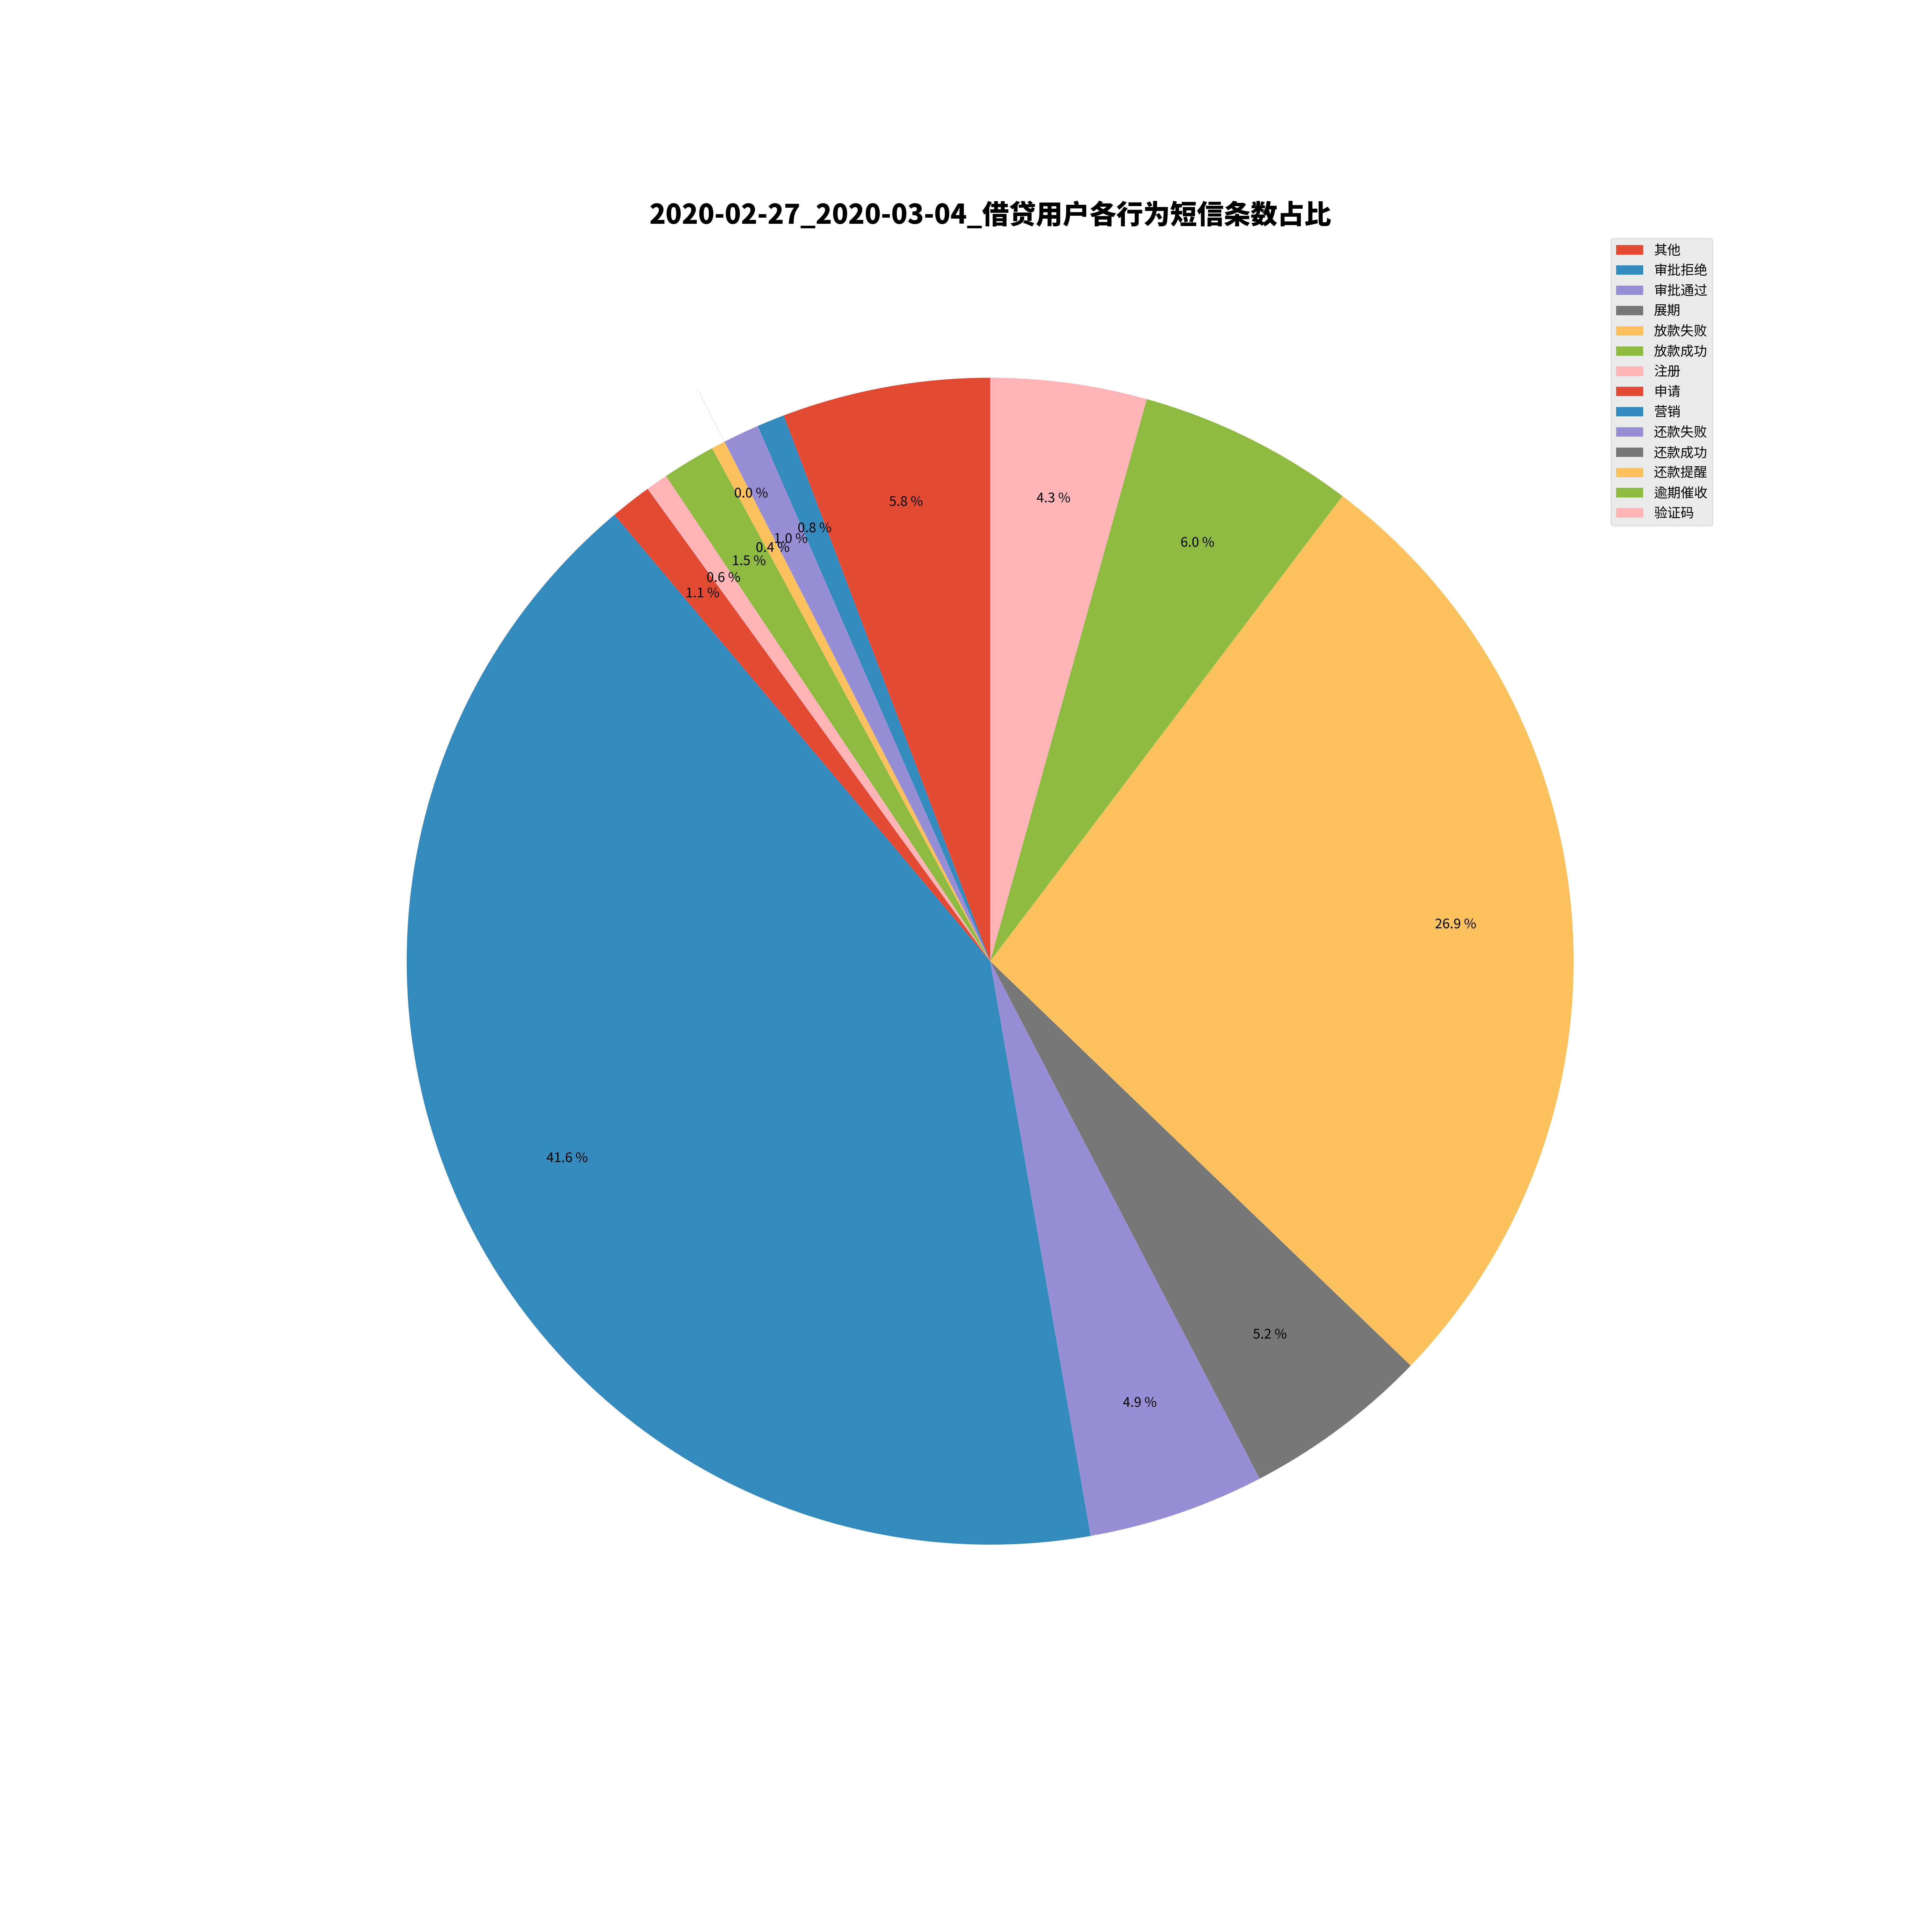 2020-02-27_2020-03-04_借贷用户各行为短信条数占比
其他
审批拒绝
审批通过
展期
放款失败
放款成功
注册
申请
营销
还款失败
还款成功
还款提醒
逾期催收
验证码
0.0 %
5.8 %
4.3 %
0.8 %
1.0 %
0.4 %
6.0 %
1.5 %
0.6 %
1.1 %
26.9 %
41.6 %
5.2 %
4.9 %